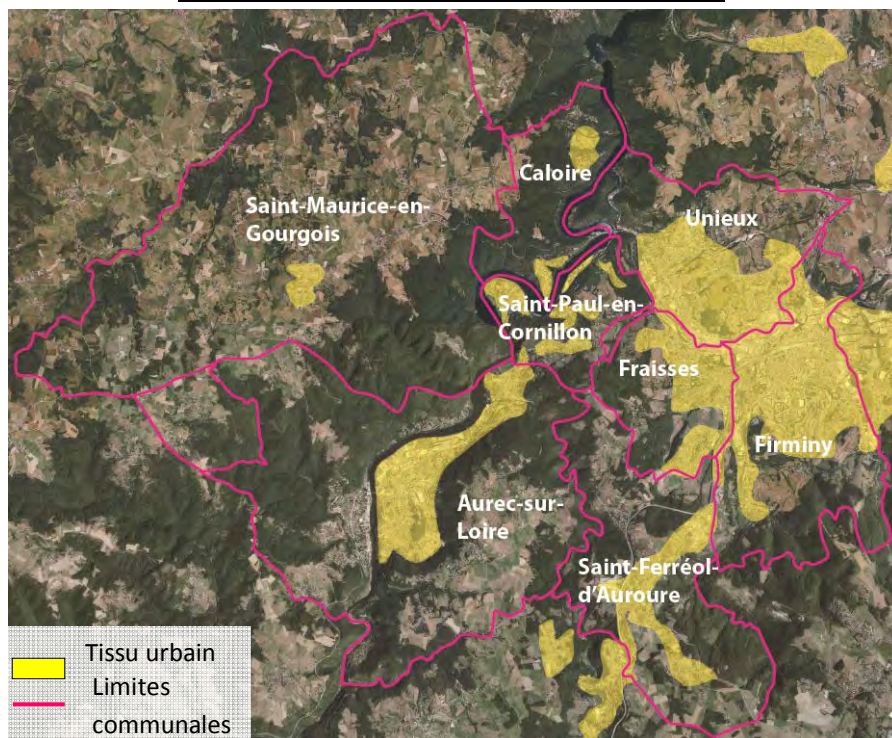 Caloire
Saint-Maurice-en-
Gourgois
Unieux
Saint-Paul-en-
Cornillon
Fraisses
Firminy
Aurec-sur-
Loire
Saint-Ferréol-
d'Auroure
Tissu urbain
Limites
communales